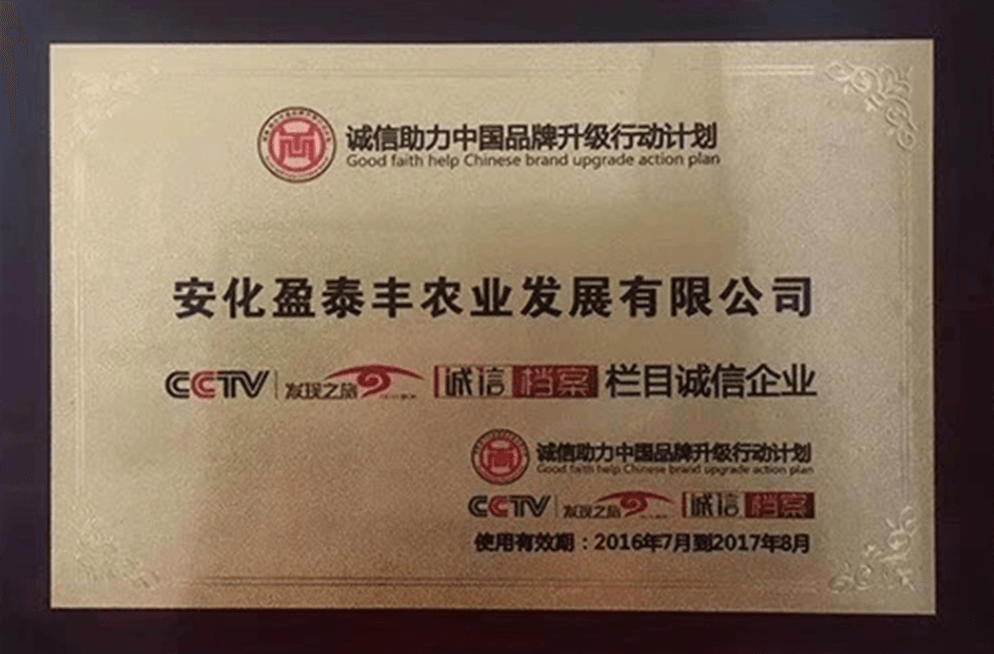 诚信助力中国品牌升级行动计划
Good faith help Chinese brand upgrade action plan
安化盈泰丰农业发展有限公司
CCTV 发现之旅 诚信档案 栏目诚信企业
诚信助力中国品牌升级行动计划
Good faith help Chinese brand upgrade action plan
CCTV 发现之旅 诚信档案
使用有效期：2016年7月到2017年8月